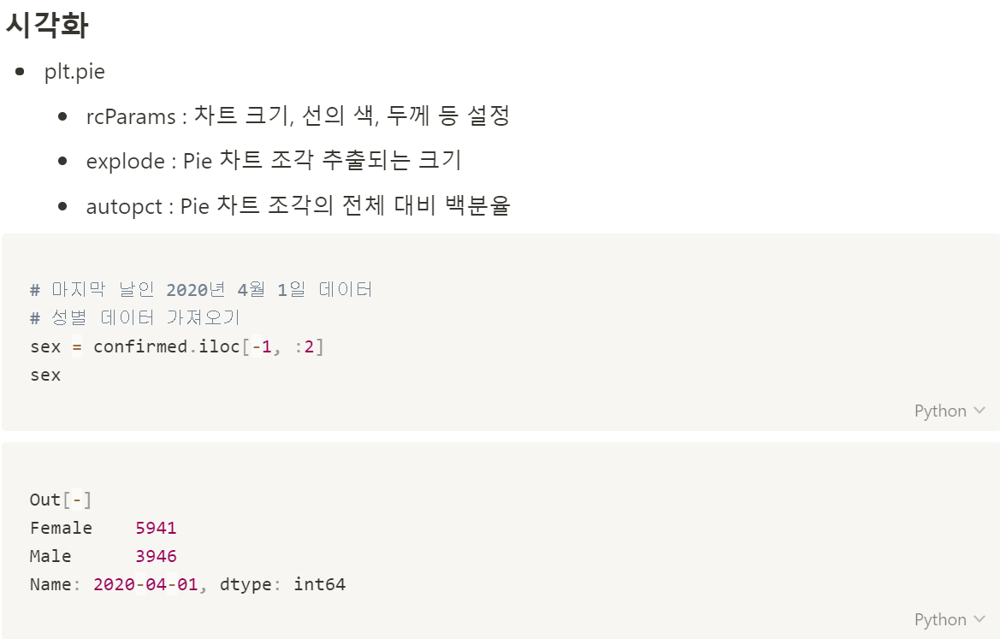 시각화
• plt.pie
• rcParams : 차트 크기, 선의 색, 두께 등 설정
• explode : Pie 차트 조각 추출되는 크기
• autopct : Pie 차트 조각의 전체 대비 백분율
# 마지막 날인 2020년 4월 1일 데이터
# 성별 데이터 가져오기
sex = confirmed.iloc[-1, :2]
sex
Python
Out[-]
Female    5941
Male      3946
Name: 2020-04-01, dtype: int64
Python